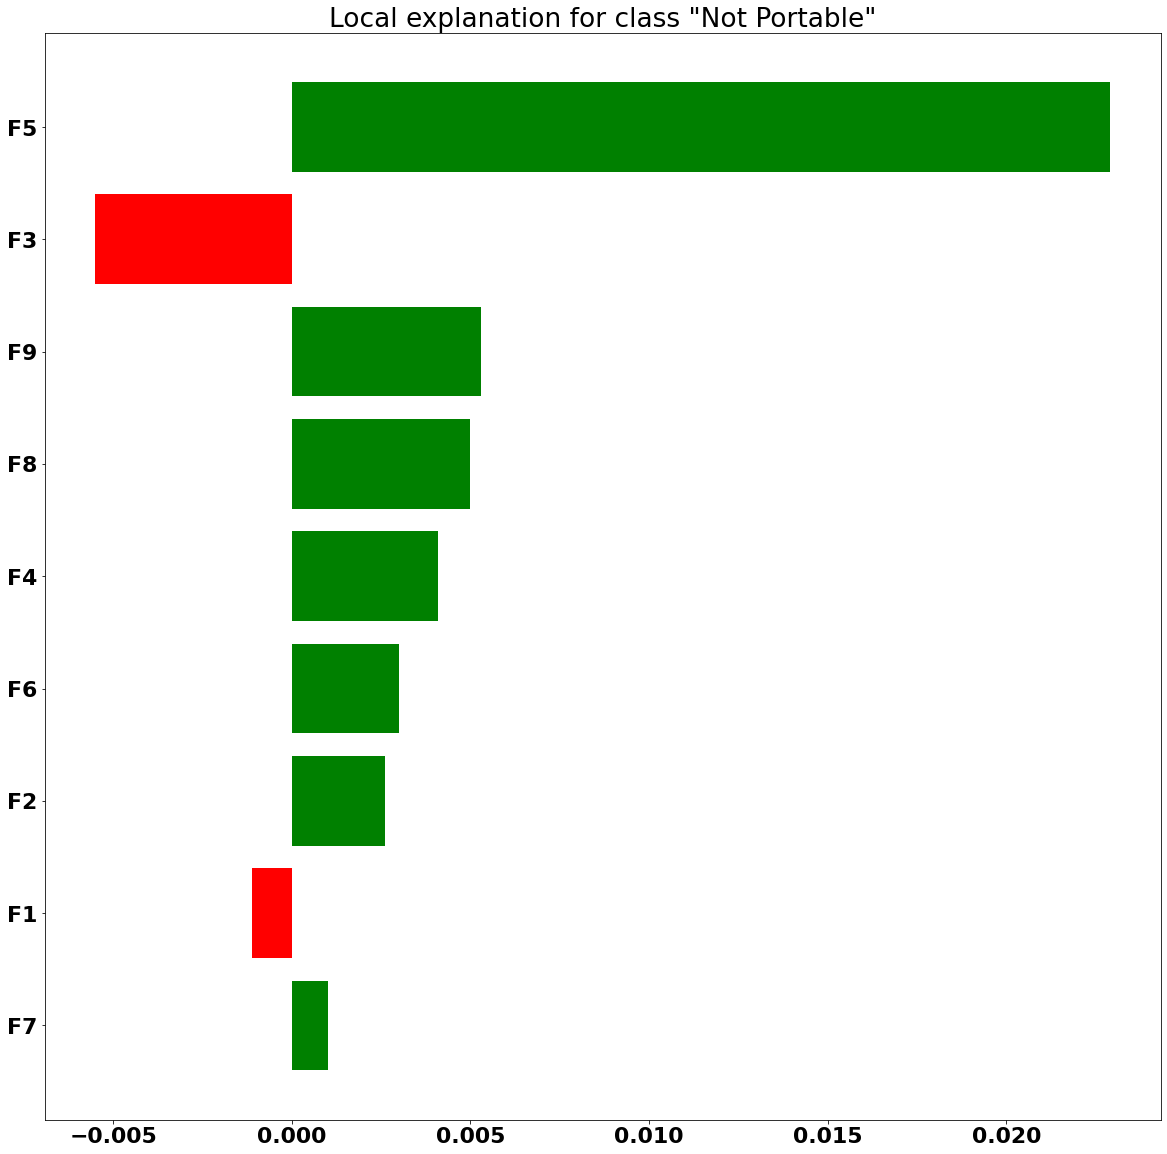 Local explanation for class "Not Portable"
F5
F3
F9
F8
F4
F6
F2
F1
F7
−0.005 0.000 0.005 0.010 0.015 0.020